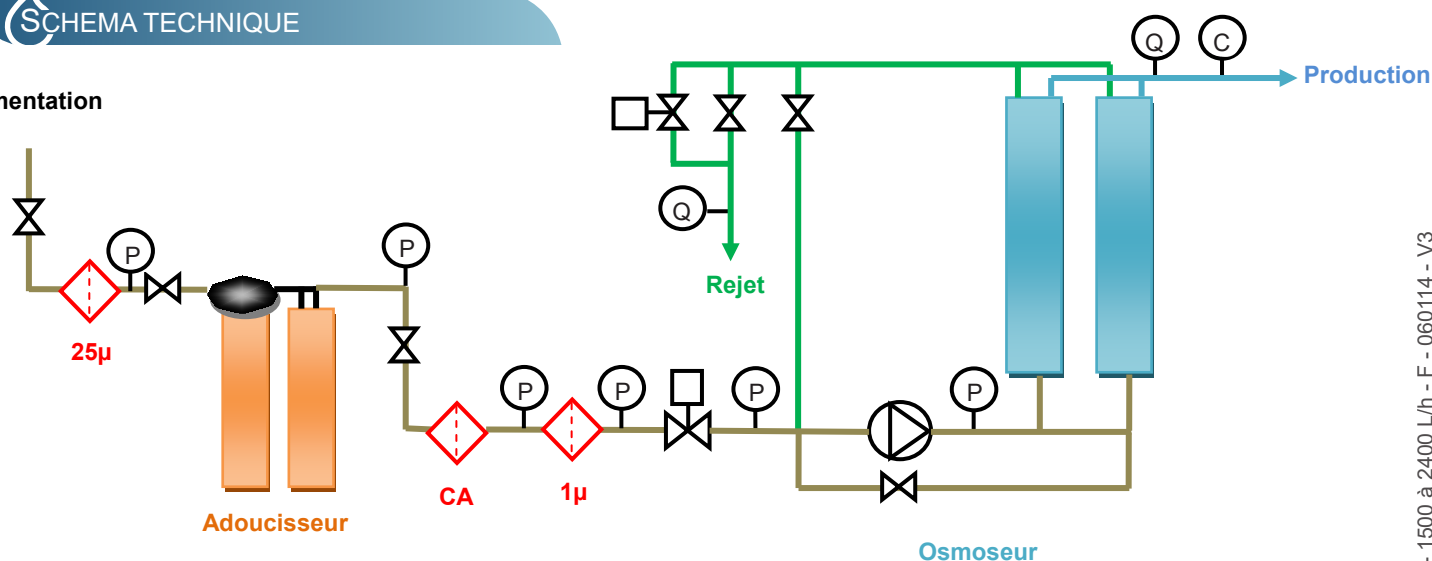 SCHEMA TECHNIQUE
mentation
Q
C
Production
P
P
Q
Rejet
25µ
P
P
P
P
CA
1µ
Adoucisseur
Osmoseur
- 1500 à 2400 L/h - F - 060114 - V3